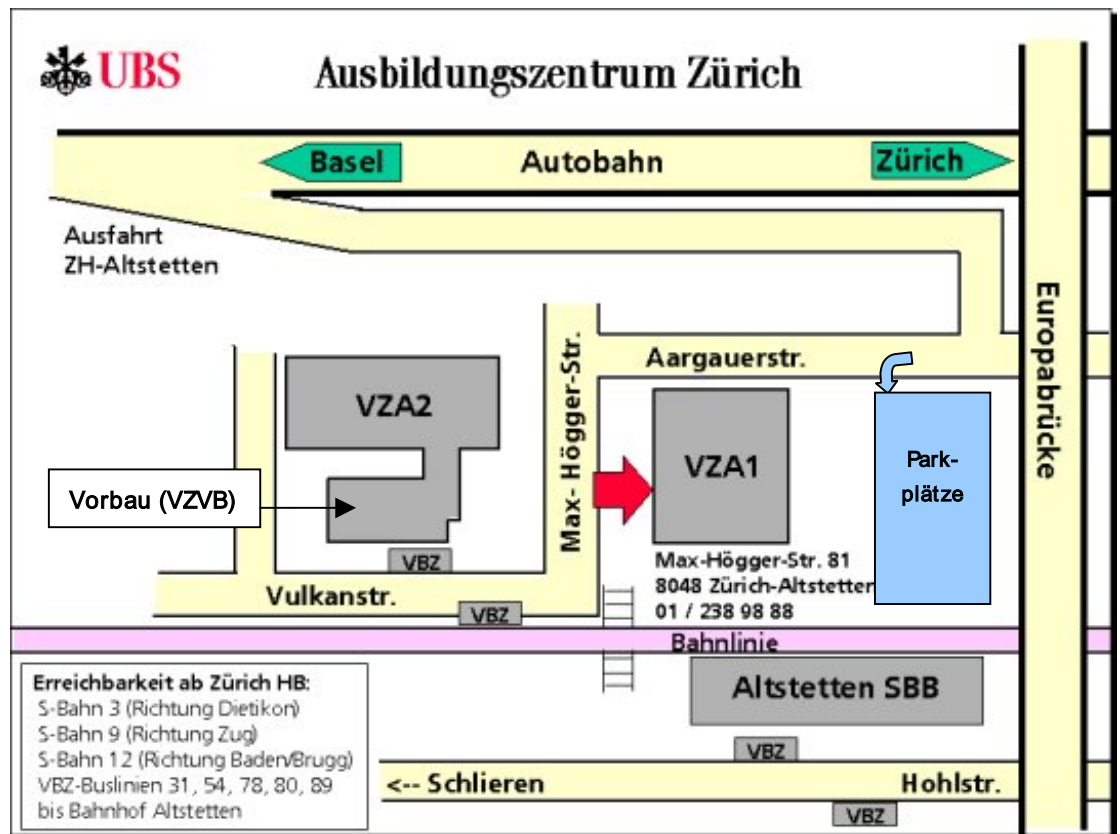 UBS
Ausbildungszentrum Zürich
Basel
Autobahn
Zürich
Ausfahrt
ZH-Altstetten
Europabrücke
Max- Högger-Str.
Aargauerstr.
VZA2
VZA1
Park-
plätze
Vorbau (VZVB)
VBZ
Max-Högger-Str. 81
8048 Zürich-Altstetten
01 / 238 98 88
Vulkanstr.
VBZ
Bahnlinie
Altstetten SBB
Erreichbarkeit ab Zürich HB:
S-Bahn 3 (Richtung Dietikon)
S-Bahn 9 (Richtung Zug)
S-Bahn 12 (Richtung Baden/Brugg)
VBZ-Buslinien 31, 54, 78, 80, 89
bis Bahnhof Altstetten
VBZ
<-- Schlieren
Hohlstr.
VBZ